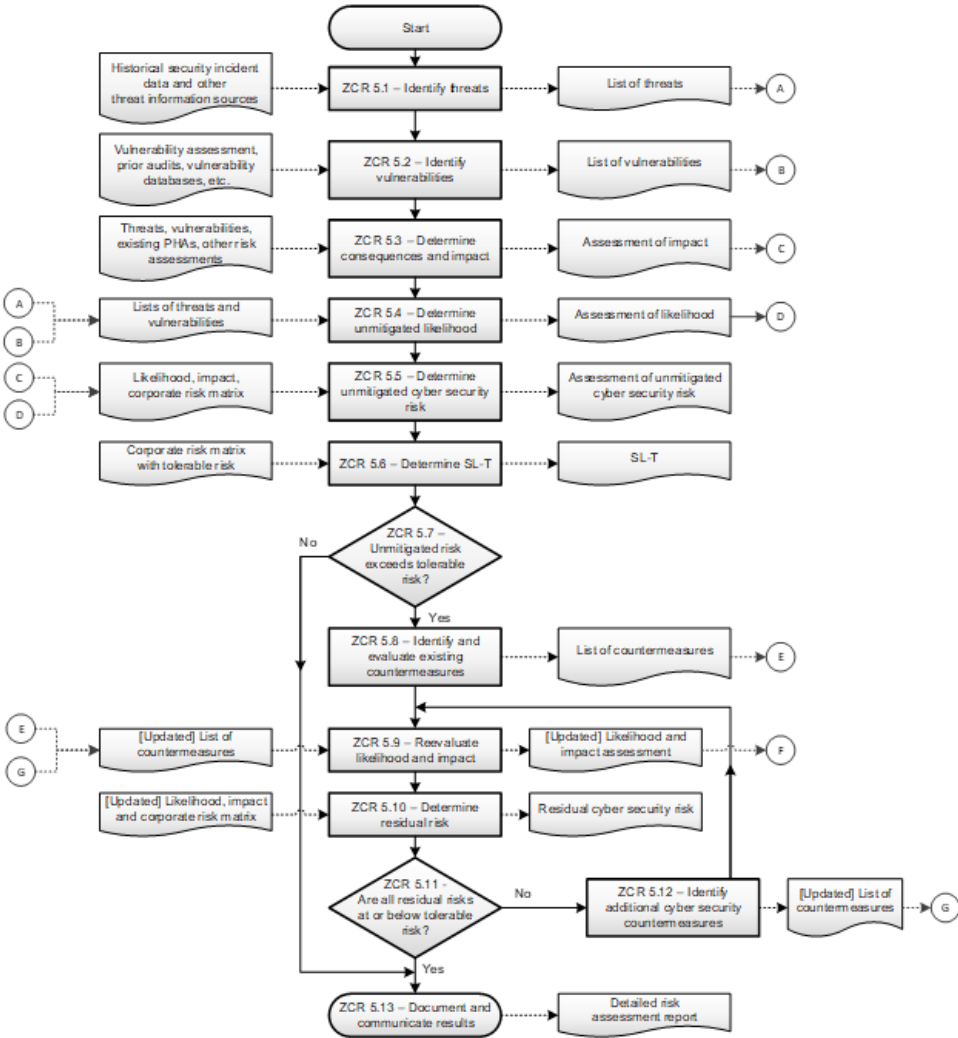 Start
Historical security incident
data and other
threat information sources
ZCR 5.1 – Identify threats
List of threats
A
Vulnerability assessment,
prior audits, vulnerability
databases, etc.
ZCR 5.2 – Identify
vulnerabilities
List of vulnerabilities
B
Threats, vulnerabilities,
existing PHAs, other risk
assessments
ZCR 5.3 – Determine
consequences and impact
Assessment of impact
C
A
B
Lists of threats and
vulnerabilities
ZCR 5.4 – Determine
unmitigated likelihood
Assessment of likelihood
D
C
D
Likelihood, impact,
corporate risk matrix
ZCR 5.5 – Determine
unmitigated cyber security
risk
Assessment of unmitigated
cyber security risk
Corporate risk matrix
with tolerable risk
ZCR 5.6 – Determine SL-T
SL-T
ZCR 5.7 –
Unmitigated risk
exceeds tolerable
risk?
No
Yes
ZCR 5.8 – Identify and
evaluate existing
countermeasures
List of countermeasures
E
E
G
[Updated] List of
countermeasures
ZCR 5.9 – Reevaluate
likelihood and impact
[Updated] Likelihood and
impact assessment
F
[Updated] Likelihood, impact
and corporate risk matrix
ZCR 5.10 – Determine
residual risk
Residual cyber security risk
ZCR 5.11 -
Are all residual risks
at or below tolerable
risk?
No
Yes
ZCR 5.12 – Identify
additional cyber security
countermeasures
[Updated] List of
countermeasures
G
ZCR 5.13 – Document and
communicate results
Detailed risk
assessment report